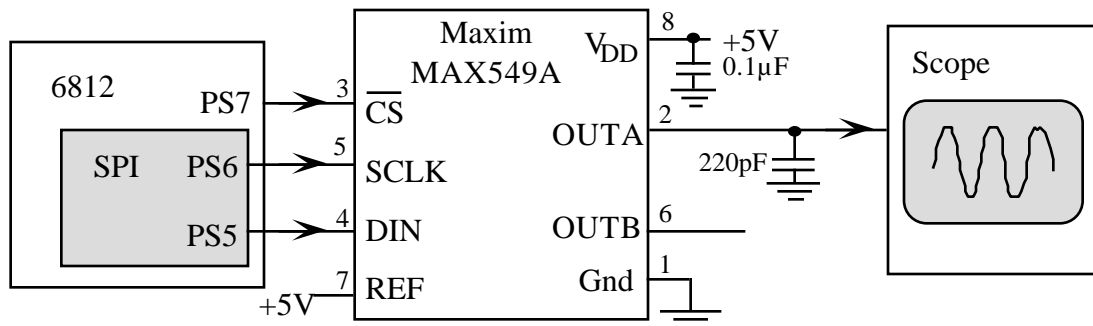 6812
PS7
SPI
PS6
PS5
+5V
3
5
4
7
Maxim
MAX549A
CS
SCLK
DIN
REF
VDD
OUTA
OUTB
Gnd
8
2
6
1
+5V
0.1µF
220pF
Scope